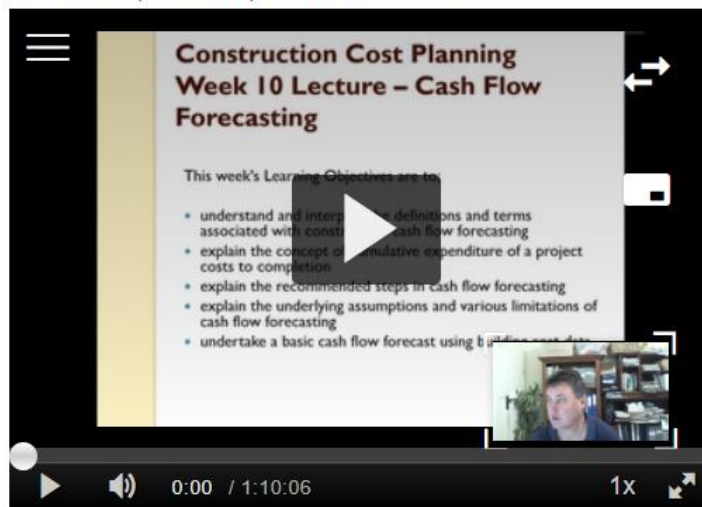 Construction Cost Planning
Week 10 Lecture – Cash Flow
Forecasting
This week's Learning Objectives are to:
• understand and definitions and terms
associated with cash flow forecasting
• explain the concept of expenditure of a project
costs to completion
• explain the recommended steps in cash flow forecasting
• explain the underlying assumptions and various limitations of
cash flow forecasting
• undertake a basic cash flow forecast using
0:00 / 1:10:06
1x